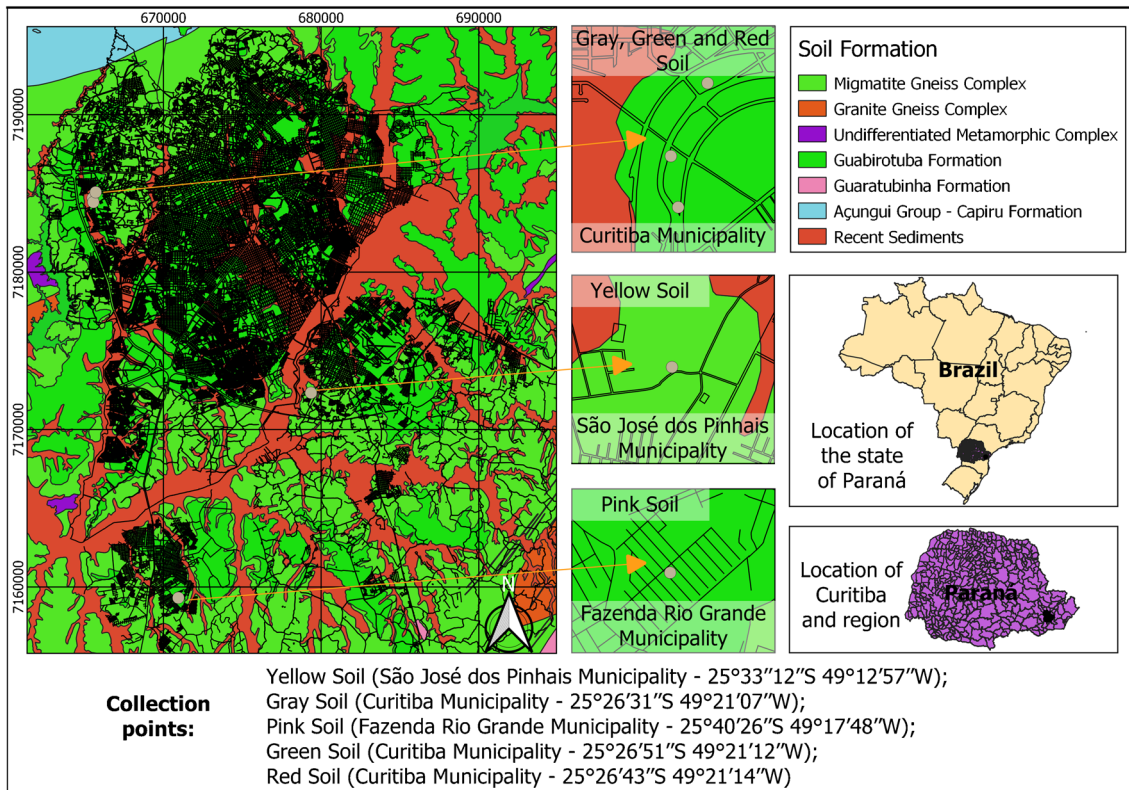 670000
680000
690000
7190000
7180000
7170000
7160000
N
Gray, Green and Red
Soil
Curitiba Municipality
Yellow Soil
São José dos Pinhais
Municipality
Pink Soil
Fazenda Rio Grande
Municipality
Soil Formation
Migmatite Gneiss Complex
Granite Gneiss Complex
Undifferentiated Metamorphic Complex
Guabirotuba Formation
Guaratubinha Formation
Açungui Group - Capiru Formation
Recent Sediments
Brazil
Location of
the state
of Paraná
Location of
Curitiba
and region
Paraná
Collection
points:
Yellow Soil (São José dos Pinhais Municipality - 25°33’’12’’S 49°12’57’’W);
Gray Soil (Curitiba Municipality - 25°26’31’’S 49°21’07’’W);
Pink Soil (Fazenda Rio Grande Municipality - 25°40’26’’S 49°17’48’’W);
Green Soil (Curitiba Municipality - 25°26’51’’S 49°21’12’’W);
Red Soil (Curitiba Municipality - 25°26’43’’S 49°21’14’’W)